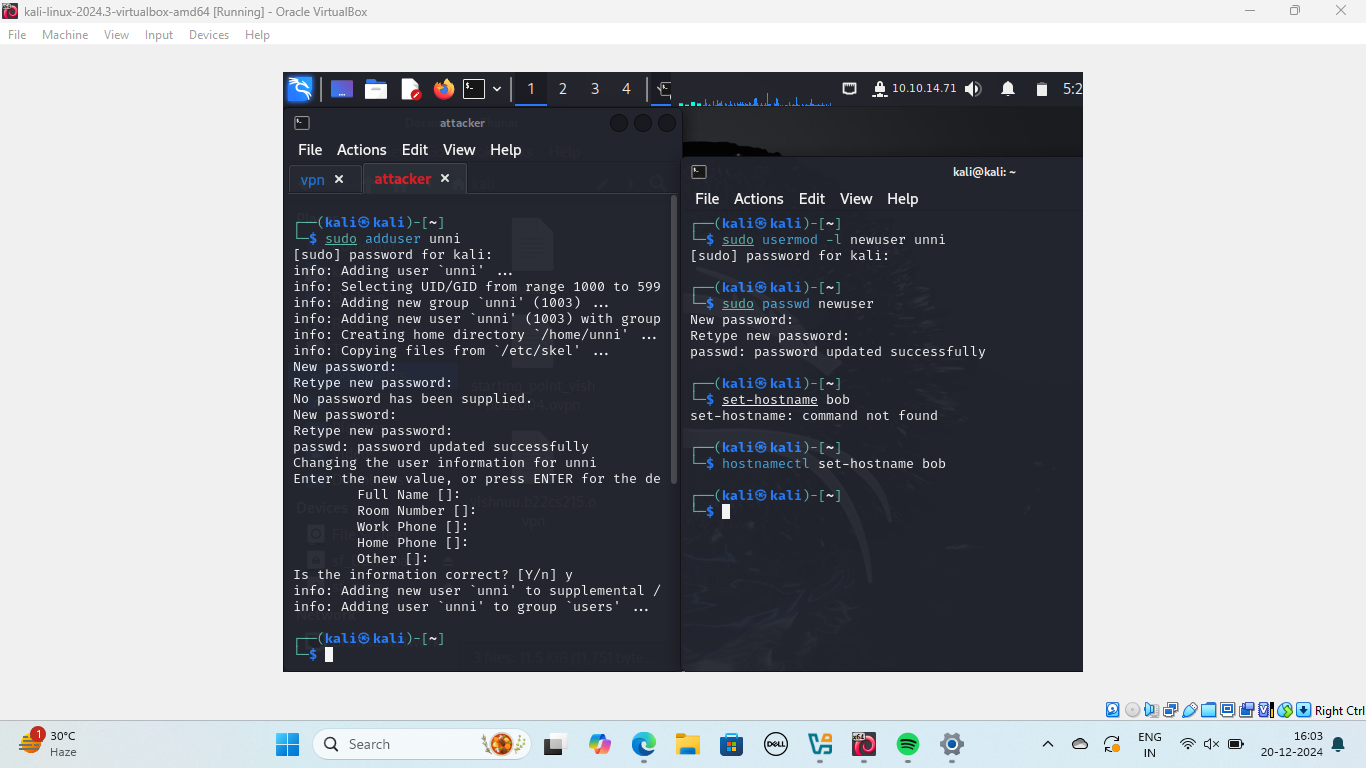 kali-linux-2024.3-virtualbox-amd64 [Running] - Oracle VirtualBox
File Machine View Input Devices Help
1 2 3 4 10.10.14.71 5:2
attacker
File Actions Edit View Help
vpn × attacker ×
┌──(kali㉿kali)-[~]
└─$ sudo adduser unni
[sudo] password for kali:
info: Adding user `unni' ...
info: Selecting UID/GID from range 1000 to 599
info: Adding new group `unni' (1003) ...
info: Adding new user `unni' (1003) with group
info: Creating home directory `/home/unni' ...
info: Copying files from `/etc/skel' ...
New password:
Retype new password:
No password has been supplied.
New password:
Retype new password:
passwd: password updated successfully
Changing the user information for unni
Enter the new value, or press ENTER for the de
Full Name []:
Room Number []:
Work Phone []:
Home Phone []:
Other []:
Is the information correct? [Y/n] y
info: Adding new user `unni' to supplemental /
info: Adding user `unni' to group `users' ...
┌──(kali㉿kali)-[~]
└─$
kali@kali: ~
File Actions Edit View Help
┌──(kali㉿kali)-[~]
└─$ sudo usermod -l newuser unni
[sudo] password for kali:
┌──(kali㉿kali)-[~]
└─$ sudo passwd newuser
New password:
Retype new password:
passwd: password updated successfully
┌──(kali㉿kali)-[~]
└─$ set-hostname bob
set-hostname: command not found
┌──(kali㉿kali)-[~]
└─$ hostnamectl set-hostname bob
┌──(kali㉿kali)-[~]
└─$
Right Ctrl
1 30°C
Haze
Search
DELL
ENG
IN
16:03
20-12-2024